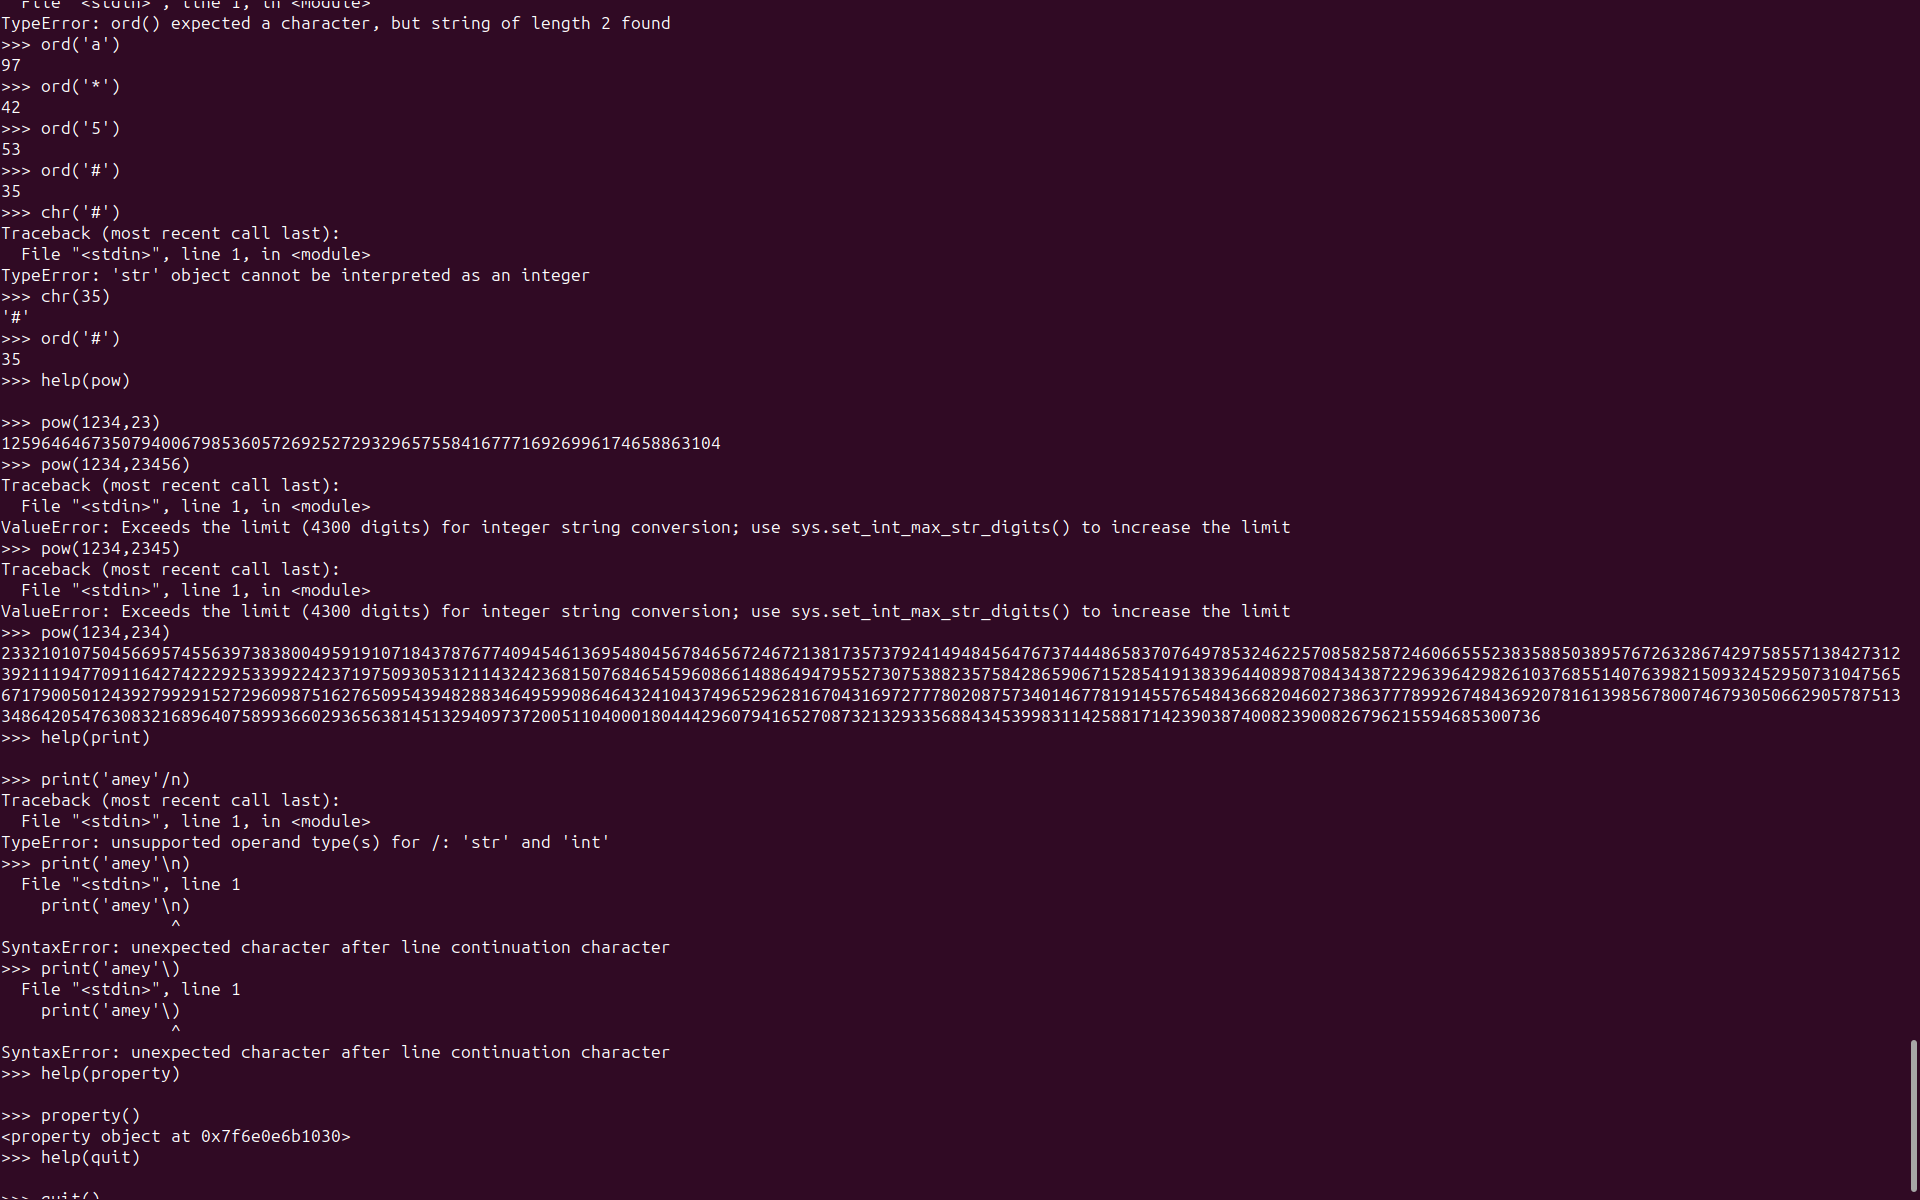 File "<stdin>", line 1, in <module>
TypeError: ord() expected a character, but string of length 2 found
>>> ord('a')
97
>>> ord('*')
42
>>> ord('5')
53
>>> ord('#')
35
>>> chr('#')
Traceback (most recent call last):
  File "<stdin>", line 1, in <module>
TypeError: 'str' object cannot be interpreted as an integer
>>> chr(35)
'#'
>>> ord('#')
35
>>> help(pow)

>>> pow(1234,23)
125964646735079400679853605726925272932965755841677716926996174658863104
>>> pow(1234,23456)
Traceback (most recent call last):
  File "<stdin>", line 1, in <module>
ValueError: Exceeds the limit (4300 digits) for integer string conversion; use sys.set_int_max_str_digits() to increase the limit
>>> pow(1234,2345)
Traceback (most recent call last):
  File "<stdin>", line 1, in <module>
ValueError: Exceeds the limit (4300 digits) for integer string conversion; use sys.set_int_max_str_digits() to increase the limit
>>> pow(1234,234)
2332101075045669574556397383800495919107184378767740945461369548045678465672467213817357379241494845647673744486583707649785324622570858258724606655523835885038957672632867429758557138427312
3921119477091164274222925339922423719750930531211432423681507684654596086614886494795527307538823575842865906715285419138396440898708434387229639642982610376855140763982150932452950731047565
6717900501243927992915272960987516276509543948288346495990864643241043749652962816704316972777802087573401467781914557654843668204602738637778992674843692078161398567800746793050662905787513
3486420547630832168964075899366029365638145132940973720051104000180444296079416527087321329335688434539983114258817142390387400823900826796215594685300736
>>> help(print)

>>> print('amey'/n)
Traceback (most recent call last):
  File "<stdin>", line 1, in <module>
TypeError: unsupported operand type(s) for /: 'str' and 'int'
>>> print('amey'\n)
  File "<stdin>", line 1
    print('amey'\n)
                 ^
SyntaxError: unexpected character after line continuation character
>>> print('amey'\)
  File "<stdin>", line 1
    print('amey'\)
                 ^
SyntaxError: unexpected character after line continuation character
>>> help(property)

>>> property()
<property object at 0x7f6e0e6b1030>
>>> help(quit)

>>> quit()